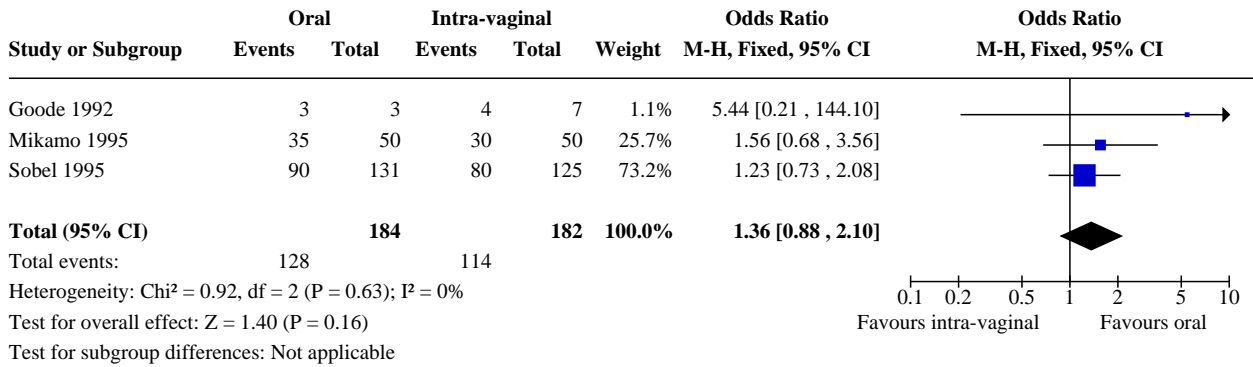 Oral Intra-vaginal Odds Ratio Odds Ratio
Study or Subgroup Events Total Events Total Weight M-H, Fixed, 95% CI M-H, Fixed, 95% CI
Goode 1992 3 3 4 7 1.1% 5.44 [0.21 , 144.10]
Mikamo 1995 35 50 30 50 25.7% 1.56 [0.68 , 3.56]
Sobel 1995 90 131 80 125 73.2% 1.23 [0.73 , 2.08]
Total (95% CI) 184 182 100.0% 1.36 [0.88 , 2.10]
Total events: 128 114
Heterogeneity: Chi² = 0.92, df = 2 (P = 0.63); I² = 0%
0.1 0.2 0.5 1 2 5 10
Test for overall effect: Z = 1.40 (P = 0.16)
Favours intra-vaginal Favours oral
Test for subgroup differences: Not applicable